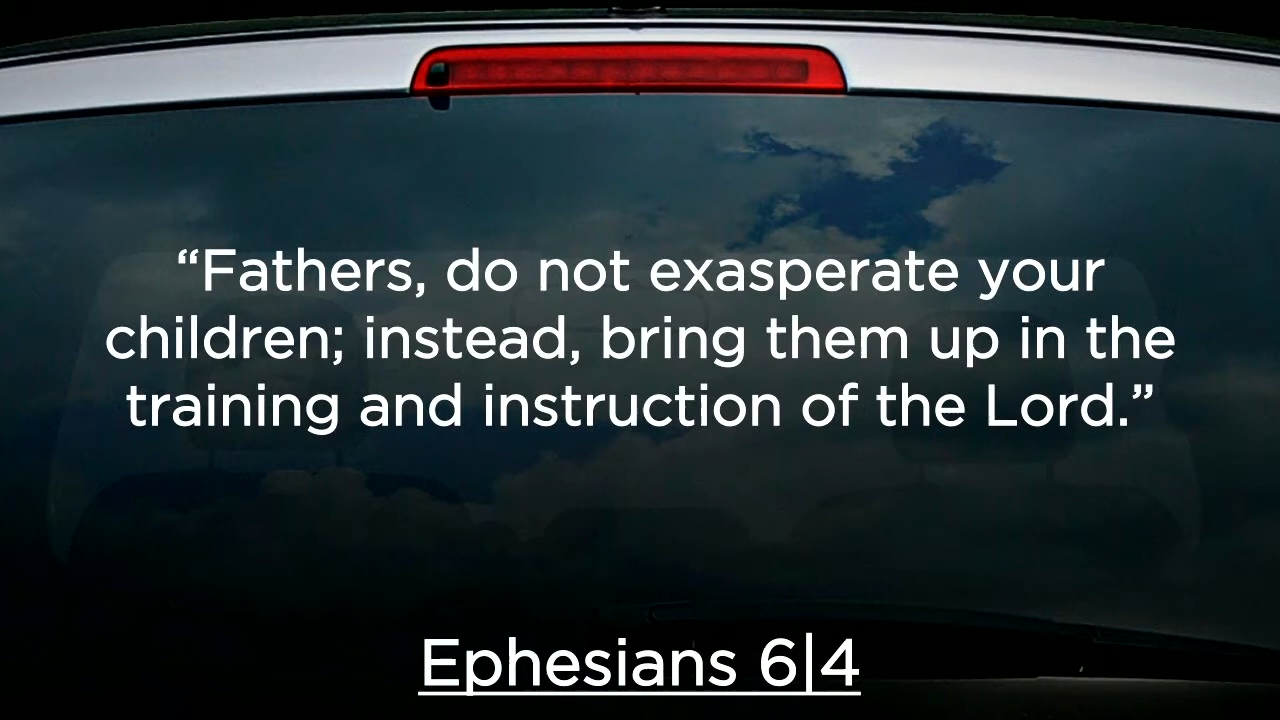 “Fathers, do not exasperate your
children; instead, bring them up in the
training and instruction of the Lord.”
Ephesians 6|4